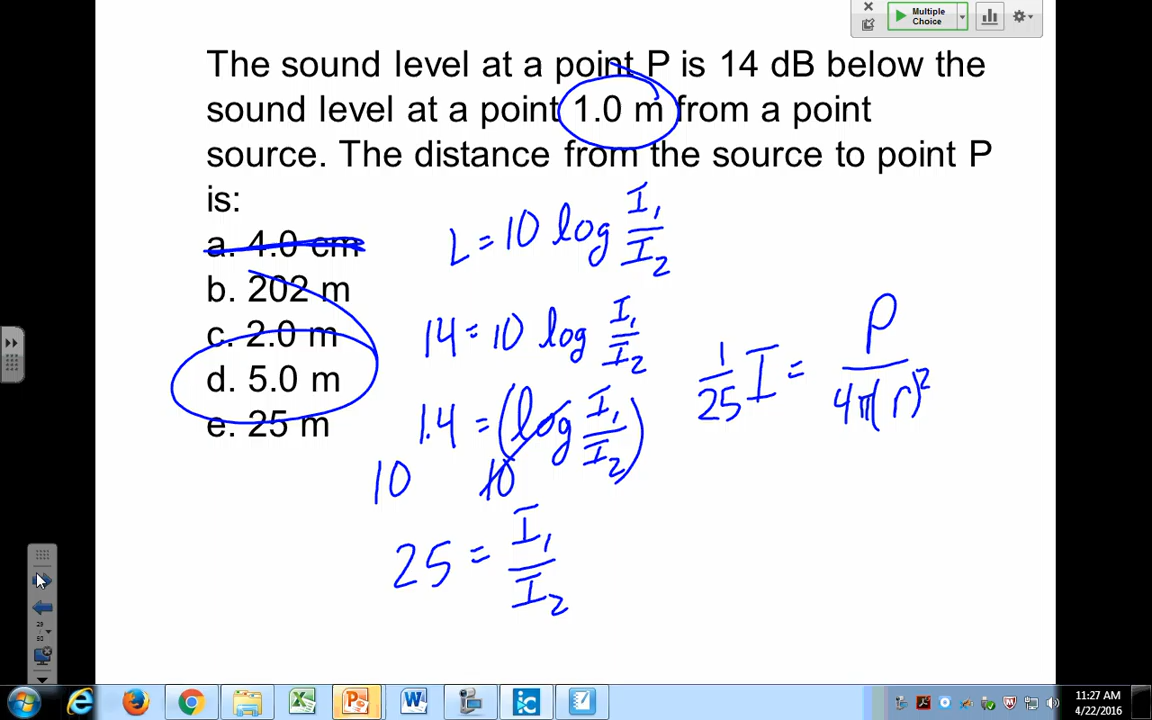 Multiple
Choice
The sound level at a point P is 14 dB below the
sound level at a point 1.0 m from a point
source. The distance from the source to point P
is:
a. 4.0 cm
b. 202 m
c. 2.0 m
d. 5.0 m
e. 25 m
L = 10 log I₁/I₂
14 = 10 log I₁/I₂
1.4 = (log I₁/I₂)
10 10
25 = I₁/I₂
1/25 I = P/4π(r)²
11:27 AM
4/22/2016